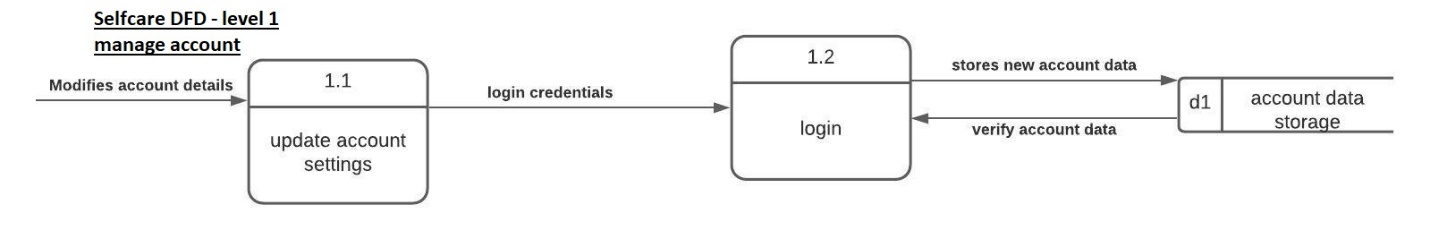 Selfcare DFD - level 1
manage account
Modifies account details
1.1
update account
settings
login credentials
1.2
login
stores new account data
verify account data
d1
account data
storage